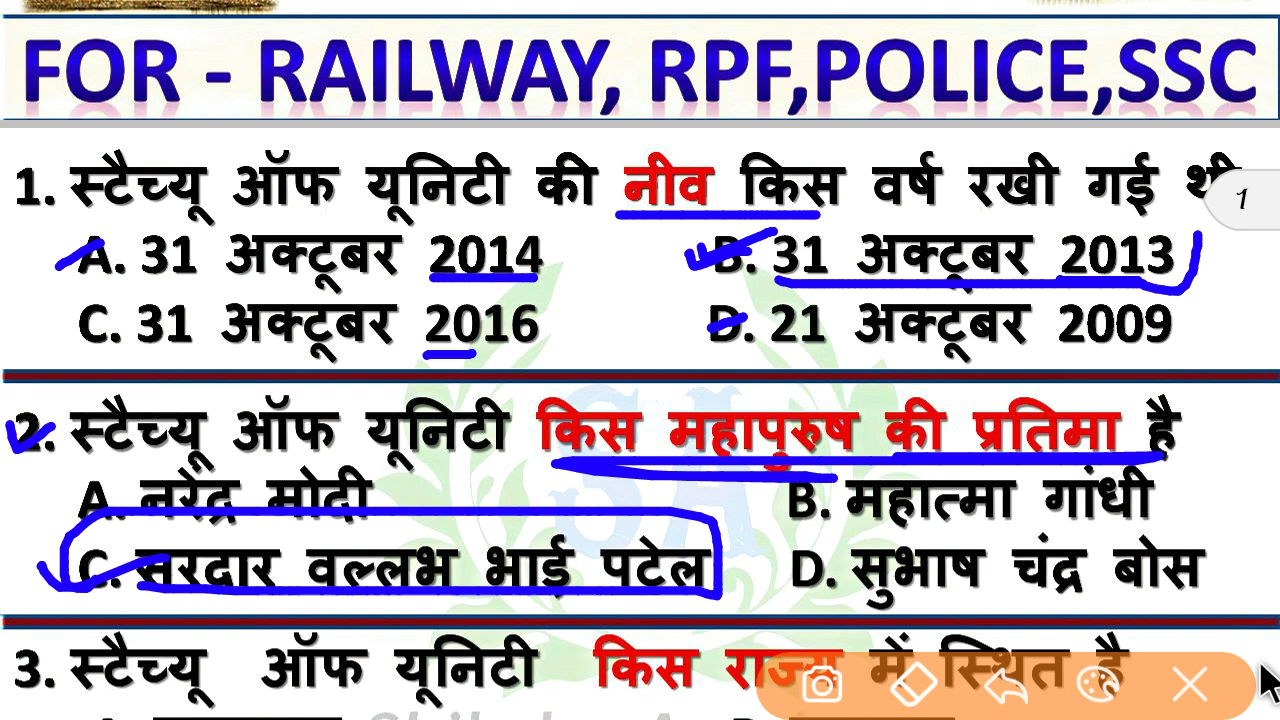 FOR - RAILWAY, RPF,POLICE,SSC
1. स्टैच्यू ऑफ यूनिटी की नीव किस वर्ष रखी गई थी
1
A. 31 अक्टूबर 2014 B. 31 अक्टूबर 2013
C. 31 अक्टूबर 2016 D. 21 अक्टूबर 2009
2. स्टैच्यू ऑफ यूनिटी किस महापुरुष की प्रतिमा है
A. नरेंद्र मोदी B. महात्मा गांधी
C. सरदार वल्लभ भाई पटेल D. सुभाष चंद्र बोस
3. स्टैच्यू ऑफ यूनिटी किस राज्य में स्थित है